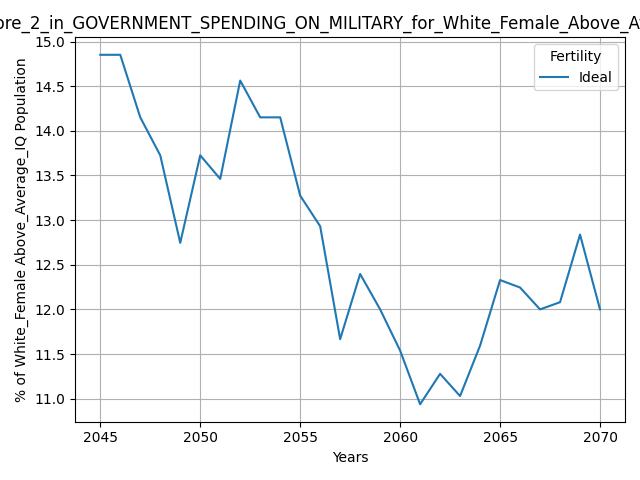 ore_2_in_GOVERNMENT_SPENDING_ON_MILITARY_for_White_Female_Above_A
15.0
14.5
14.0
13.5
13.0
12.5
12.0
11.5
11.0
% of White_Female Above_Average_IQ Population
Fertility
Ideal
2045 2050 2055 2060 2065 2070
Years